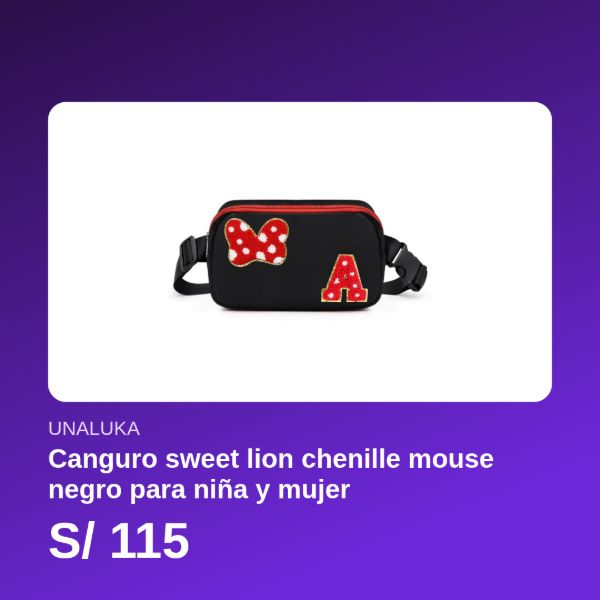 A
UNALUKA
Canguro sweet lion chenille mouse
negro para niña y mujer
S/ 115